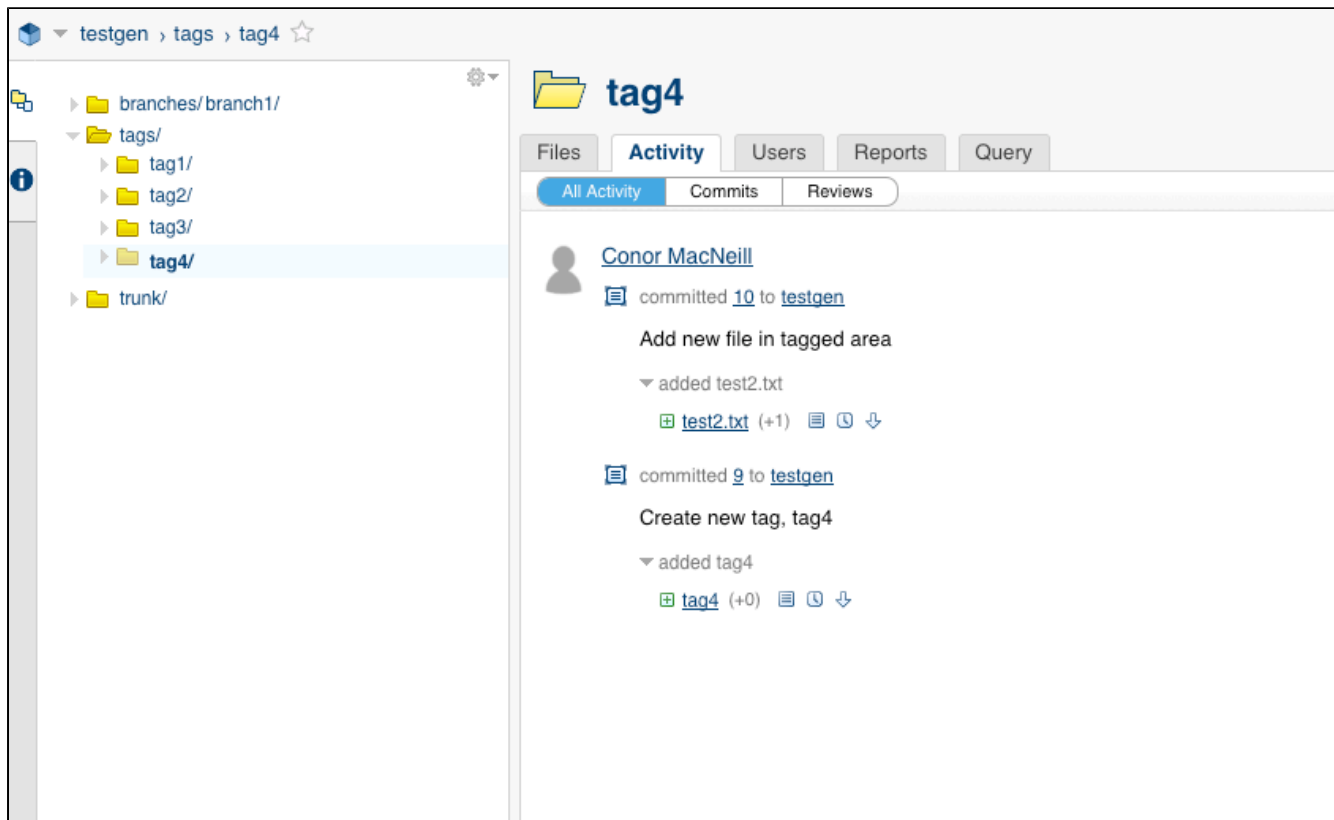 testgen › tags › tag4
branches/branch1/
tags/
tag1/
tag2/
tag3/
tag4/
trunk/
tag4
Files Activity Users Reports Query
All Activity Commits Reviews
Conor MacNeill
committed 10 to testgen
Add new file in tagged area
added test2.txt
test2.txt (+1)
committed 9 to testgen
Create new tag, tag4
added tag4
tag4 (+0)